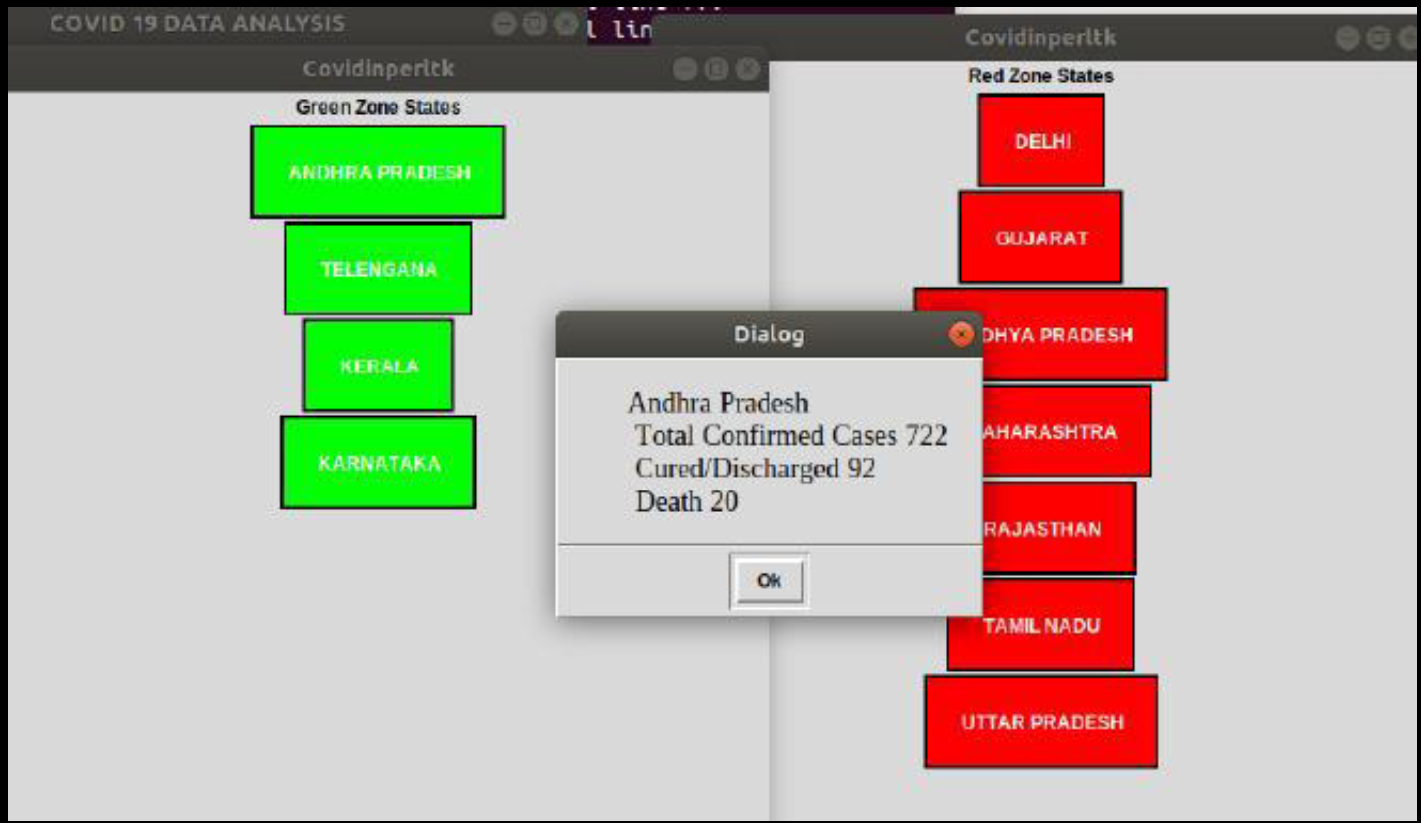 COVID 19 DATA ANALYSIS
l lin
Covidinperltk
Green Zone States
ANDHRA PRADESH
TELENGANA
KERALA
KARNATAKA
Covidinperltk
Red Zone States
DELHI
GUJARAT
DHYA PRADESH
AHARASHTRA
RAJASTHAN
TAMIL NADU
UTTAR PRADESH
Dialog
Andhra Pradesh
Total Confirmed Cases 722
Cured/Discharged 92
Death 20
Ok